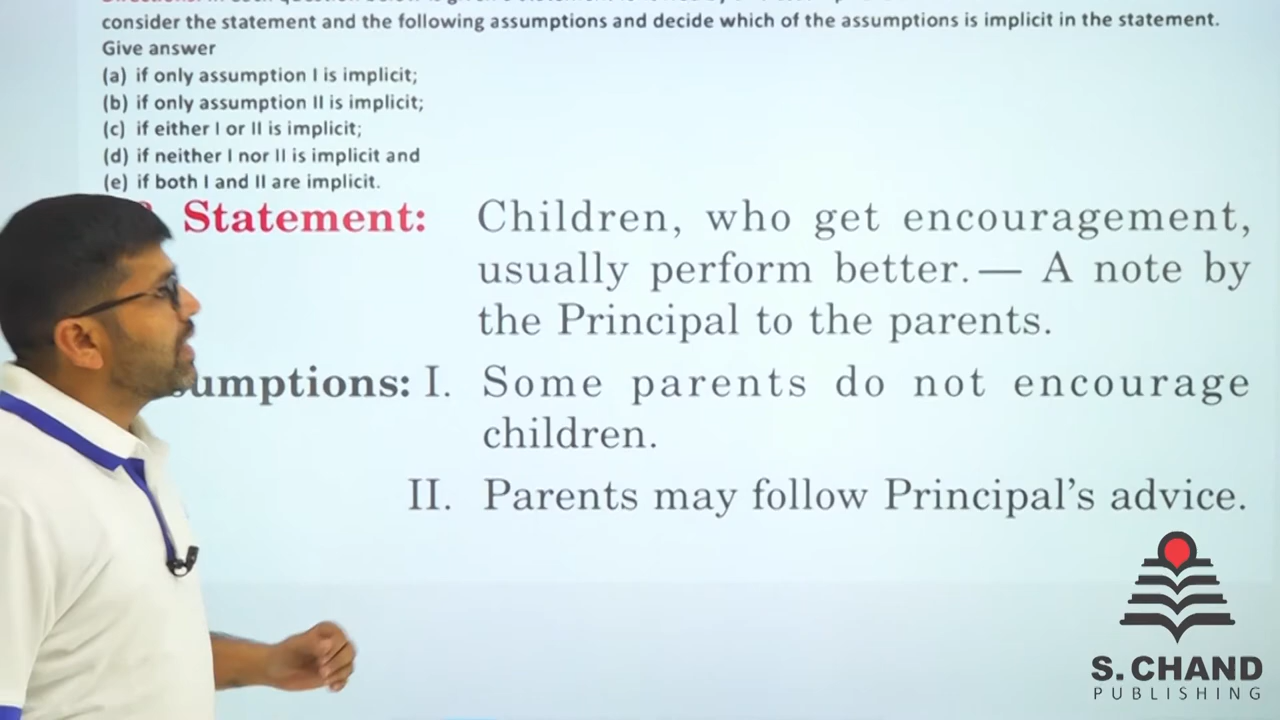 consider the statement and the following assumptions and decide which of the assumptions is implicit in the statement.
Give answer
(a) if only assumption I is implicit;
(b) if only assumption II is implicit;
(c) if either I or II is implicit;
(d) if neither I nor II is implicit and
(e) if both I and II are implicit.
Statement: Children, who get encouragement,
usually perform better.— A note by
the Principal to the parents.
I. Some parents do not encourage
children.
II. Parents may follow Principal's advice.
S. CHAND
PUBLISHING